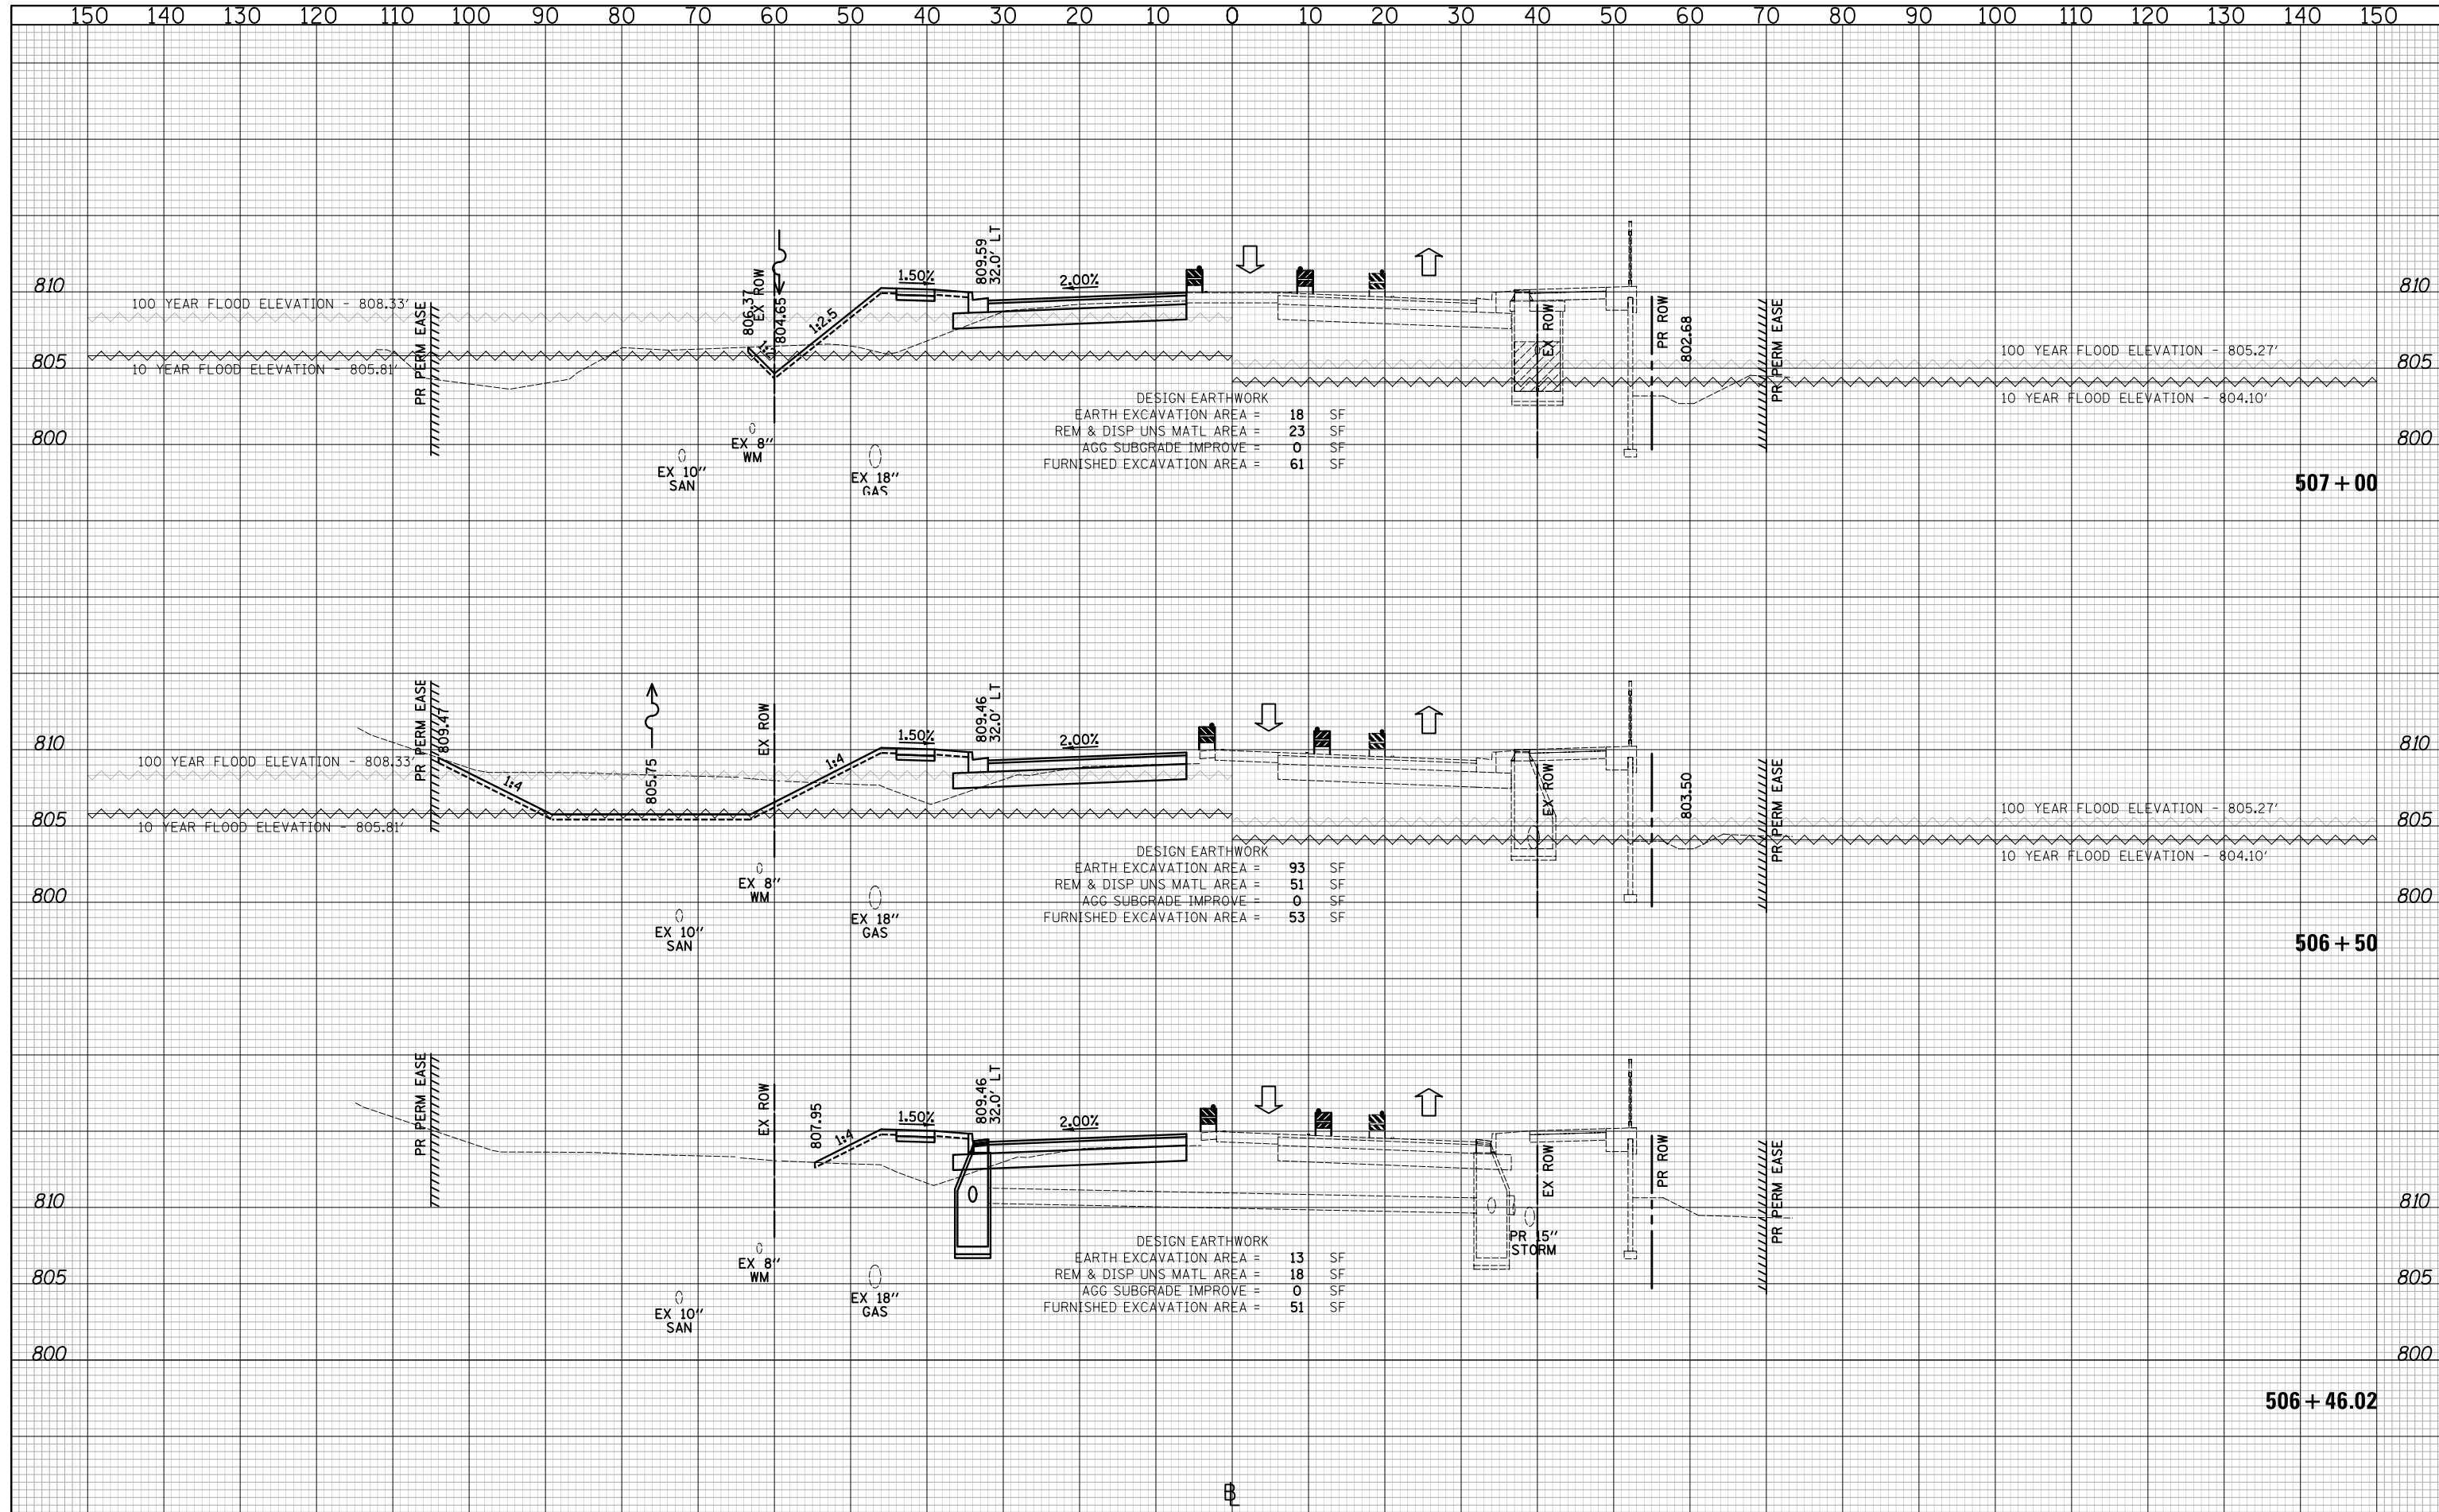 150 140 130 120 110 100 90 80 70 60 50 40 30 20 10 0 10 20 30 40 50 60 70 80 90 100 110 120 130 140 150
810
100 YEAR FLOOD ELEVATION - 808.33'
805
10 YEAR FLOOD ELEVATION - 805.81'
800
PR PERM EASE
806.37
EX ROW
804.65
1:2
1:2.5
1.50%
809.59
32.0' LT
2.00%
EX ROW
PR ROW
802.68
PR PERM EASE
810
100 YEAR FLOOD ELEVATION - 805.27'
805
10 YEAR FLOOD ELEVATION - 804.10'
800
EX 10"
SAN
EX 8"
WM
EX 18"
GAS
DESIGN EARTHWORK
EARTH EXCAVATION AREA = 18 SF
REM & DISP UNS MATL AREA = 23 SF
AGG SUBGRADE IMPROVE = 0 SF
FURNISHED EXCAVATION AREA = 61 SF
507+00
810
100 YEAR FLOOD ELEVATION - 808.33'
805
10 YEAR FLOOD ELEVATION - 805.81'
800
PR PERM EASE
809.47
1:4
805.75
EX ROW
1:4
1.50%
809.46
32.0' LT
2.00%
EX ROW
803.50
PR PERM EASE
810
100 YEAR FLOOD ELEVATION - 805.27'
805
10 YEAR FLOOD ELEVATION - 804.10'
800
EX 10"
SAN
EX 8"
WM
EX 18"
GAS
DESIGN EARTHWORK
EARTH EXCAVATION AREA = 93 SF
REM & DISP UNS MATL AREA = 51 SF
AGG SUBGRADE IMPROVE = 0 SF
FURNISHED EXCAVATION AREA = 53 SF
506+50
PR PERM EASE
EX ROW
807.95
1:4
1.50%
809.46
32.0' LT
2.00%
EX ROW
PR ROW
PR PERM EASE
810
805
800
810
805
800
EX 10"
SAN
EX 8"
WM
EX 18"
GAS
PR 15"
STORM
DESIGN EARTHWORK
EARTH EXCAVATION AREA = 13 SF
REM & DISP UNS MATL AREA = 18 SF
AGG SUBGRADE IMPROVE = 0 SF
FURNISHED EXCAVATION AREA = 51 SF
506+46.02
BL